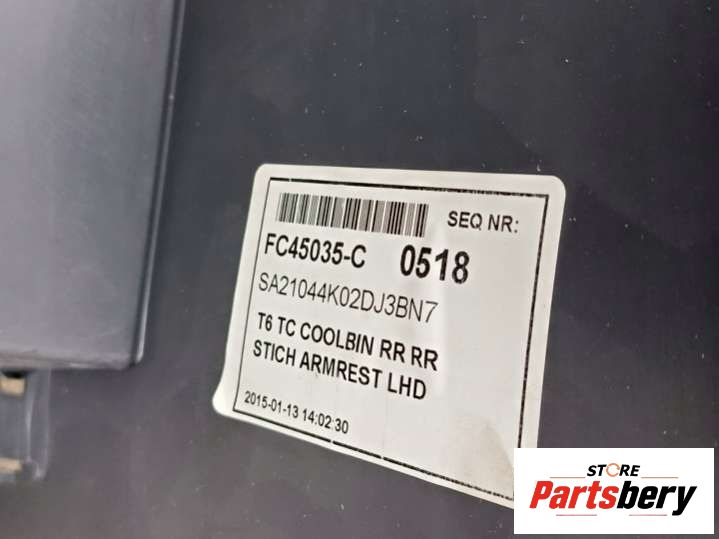 SEQ NR:
FC45035-C 0518
SA21044K02DJ3BN7
T6 TC COOLBIN RR RR
STICH ARMREST LHD
2015-01-13 14:02:30
STORE
Partsbery